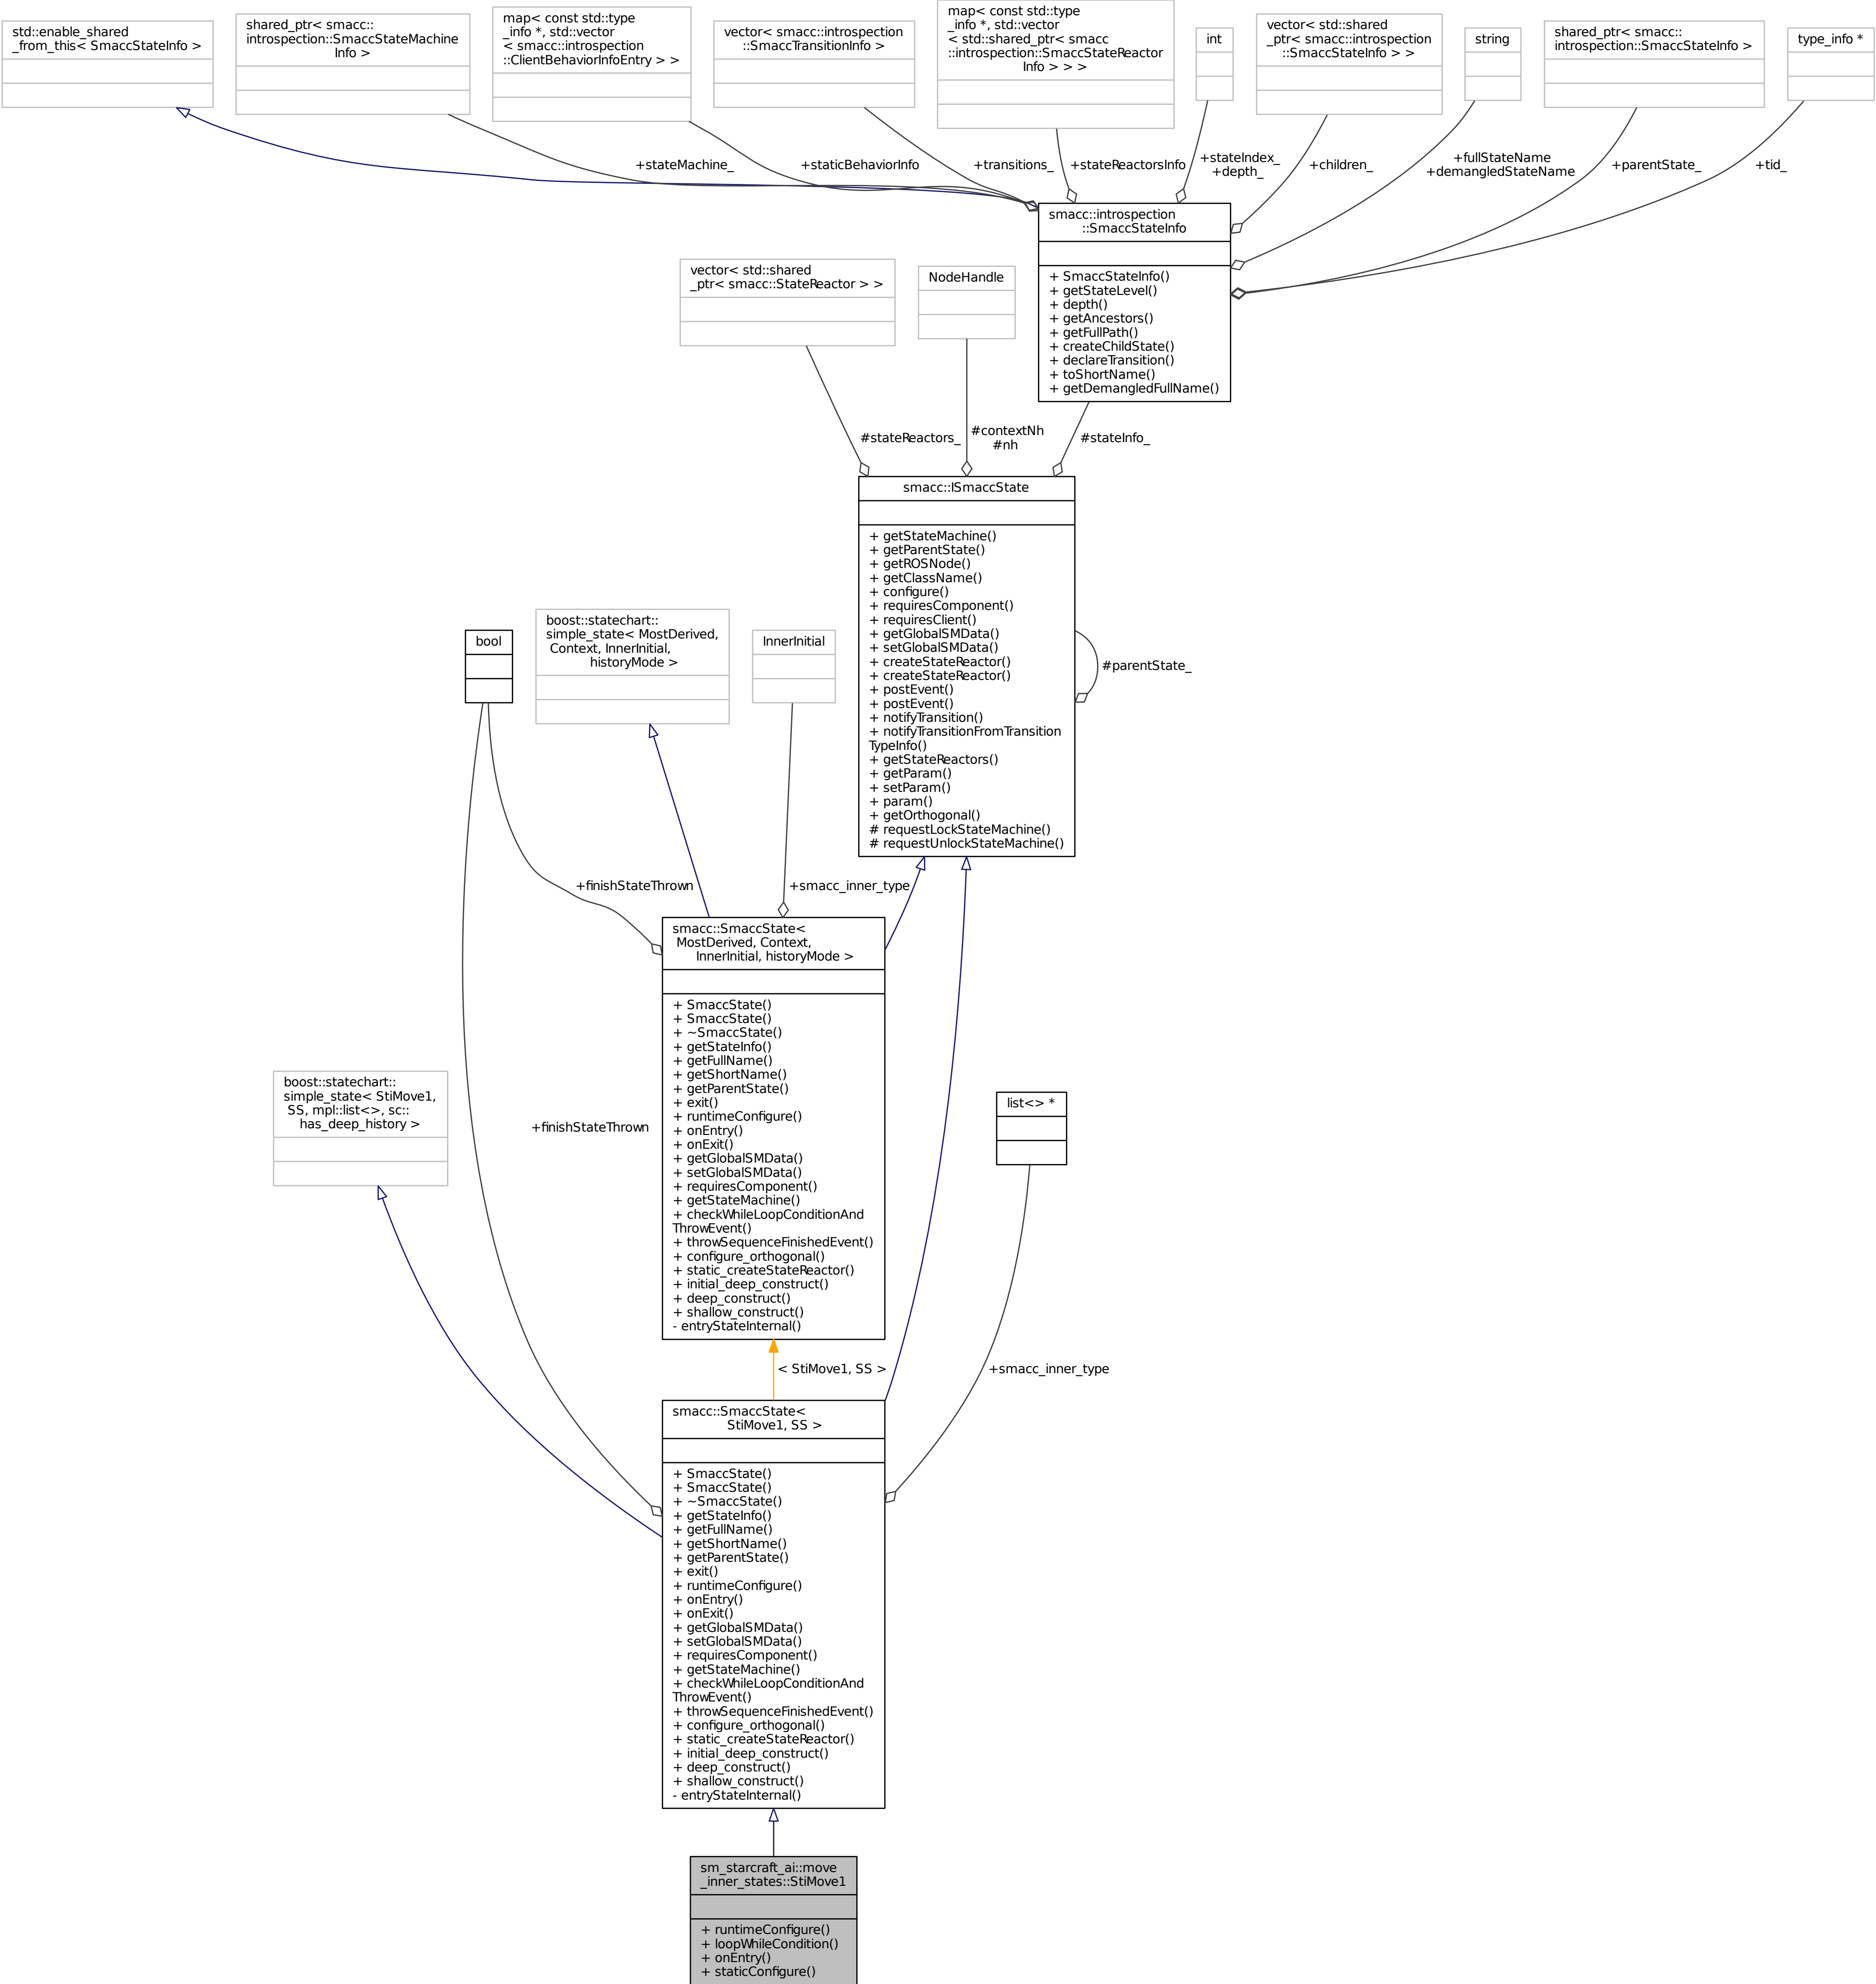 std::enable_shared
_from_this< SmaccStateInfo >
shared_ptr< smacc::
introspection::SmaccStateMachine
Info >
map< const std::type
_info *, std::vector
< smacc::introspection
::ClientBehaviorInfoEntry > >
vector< smacc::introspection
::SmaccTransitionInfo >
map< const std::type
_info *, std::vector
< std::shared_ptr< smacc
::introspection::SmaccStateReactor
Info > > >
int
vector< std::shared
_ptr< smacc::introspection
::SmaccStateInfo > >
string
shared_ptr< smacc::
introspection::SmaccStateInfo >
type_info *
+stateMachine_
+staticBehaviorInfo
+transitions_
+stateReactorsInfo
+stateIndex_
+depth_
+children_
+fullStateName
+demangledStateName
+parentState_
+tid_
smacc::introspection
::SmaccStateInfo
+ SmaccStateInfo()
+ getStateLevel()
+ depth()
+ getAncestors()
+ getFullPath()
+ createChildState()
+ declareTransition()
+ toShortName()
+ getDemangledFullName()
vector< std::shared
_ptr< smacc::StateReactor > >
NodeHandle
#stateReactors_
#contextNh
#nh
#stateInfo_
smacc::ISmaccState
+ getStateMachine()
+ getParentState()
+ getROSNode()
+ getClassName()
+ configure()
+ requiresComponent()
+ requiresClient()
+ getGlobalSMData()
+ setGlobalSMData()
+ createStateReactor()
+ createStateReactor()
+ postEvent()
+ postEvent()
+ notifyTransition()
+ notifyTransitionFromTransition
TypeInfo()
+ getStateReactors()
+ getParam()
+ setParam()
+ param()
+ getOrthogonal()
# requestLockStateMachine()
# requestUnlockStateMachine()
#parentState_
bool
boost::statechart::
simple_state< MostDerived,
Context, InnerInitial,
historyMode >
InnerInitial
+finishStateThrown
+smacc_inner_type
smacc::SmaccState<
MostDerived, Context,
InnerInitial, historyMode >
+ SmaccState()
+ SmaccState()
+ ~SmaccState()
+ getStateInfo()
+ getFullName()
+ getShortName()
+ getParentState()
+ exit()
+ runtimeConfigure()
+ onEntry()
+ onExit()
+ getGlobalSMData()
+ setGlobalSMData()
+ requiresComponent()
+ getStateMachine()
+ checkWhileLoopConditionAnd
ThrowEvent()
+ throwSequenceFinishedEvent()
+ configure_orthogonal()
+ static_createStateReactor()
+ initial_deep_construct()
+ deep_construct()
+ shallow_construct()
- entryStateInternal()
boost::statechart::
simple_state< StiMove1,
SS, mpl::list<>, sc::
has_deep_history >
+finishStateThrown
list<> *
< StiMove1, SS >
+smacc_inner_type
smacc::SmaccState<
StiMove1, SS >
+ SmaccState()
+ SmaccState()
+ ~SmaccState()
+ getStateInfo()
+ getFullName()
+ getShortName()
+ getParentState()
+ exit()
+ runtimeConfigure()
+ onEntry()
+ onExit()
+ getGlobalSMData()
+ setGlobalSMData()
+ requiresComponent()
+ getStateMachine()
+ checkWhileLoopConditionAnd
ThrowEvent()
+ throwSequenceFinishedEvent()
+ configure_orthogonal()
+ static_createStateReactor()
+ initial_deep_construct()
+ deep_construct()
+ shallow_construct()
- entryStateInternal()
sm_starcraft_ai::move
_inner_states::StiMove1
+ runtimeConfigure()
+ loopWhileCondition()
+ onEntry()
+ staticConfigure()